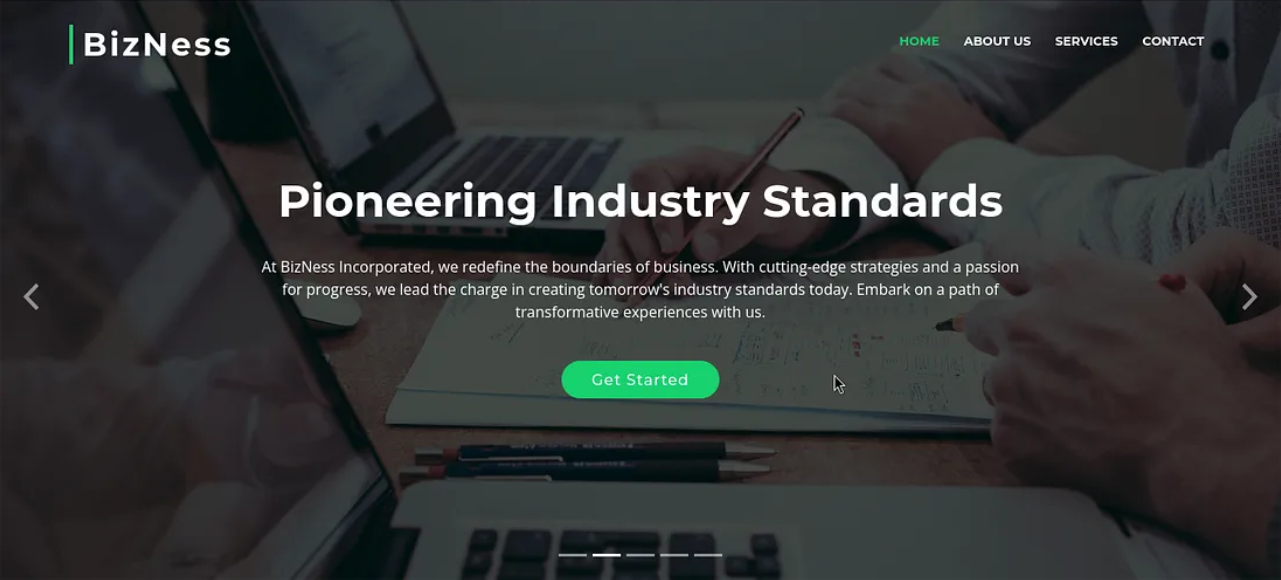 BizNess
HOME ABOUT US SERVICES CONTACT
Pioneering Industry Standards
At BizNess Incorporated, we redefine the boundaries of business. With cutting-edge strategies and a passion
for progress, we lead the charge in creating tomorrow's industry standards today. Embark on a path of
transformative experiences with us.
Get Started